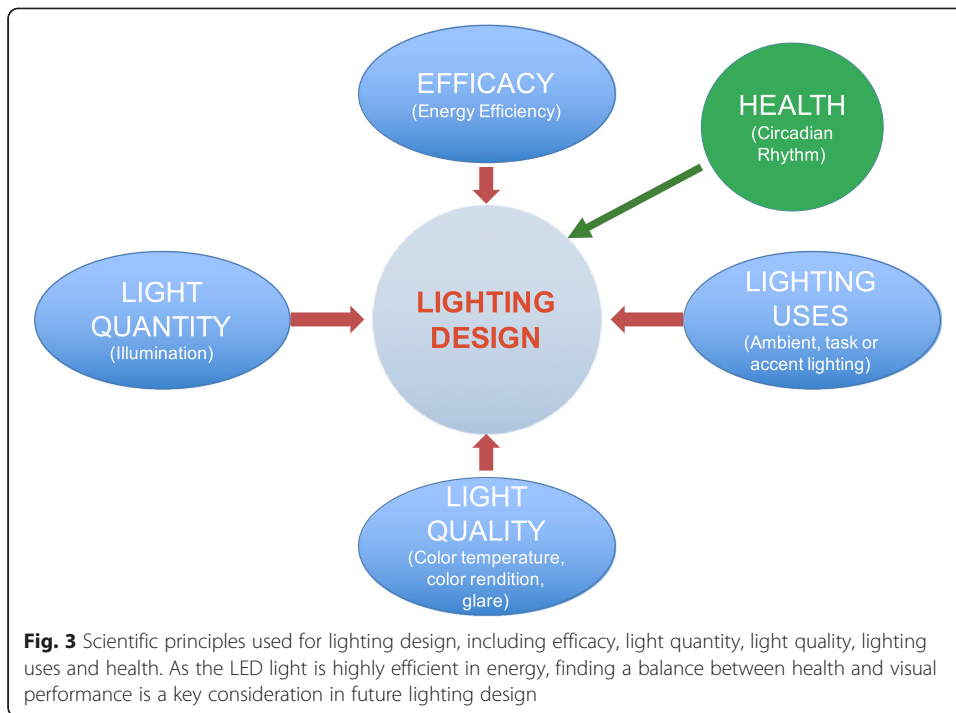 EFFICACY
(Energy Efficiency)
HEALTH
(Circadian
Rhythm)
LIGHT
QUANTITY
(Illumination)
LIGHTING
DESIGN
LIGHTING
USES
(Ambient, task or
accent lighting)
LIGHT
QUALITY
(Color temperature,
color rendition,
glare)
Fig. 3 Scientific principles used for lighting design, including efficacy, light quantity, light quality, lighting
uses and health. As the LED light is highly efficient in energy, finding a balance between health and visual
performance is a key consideration in future lighting design